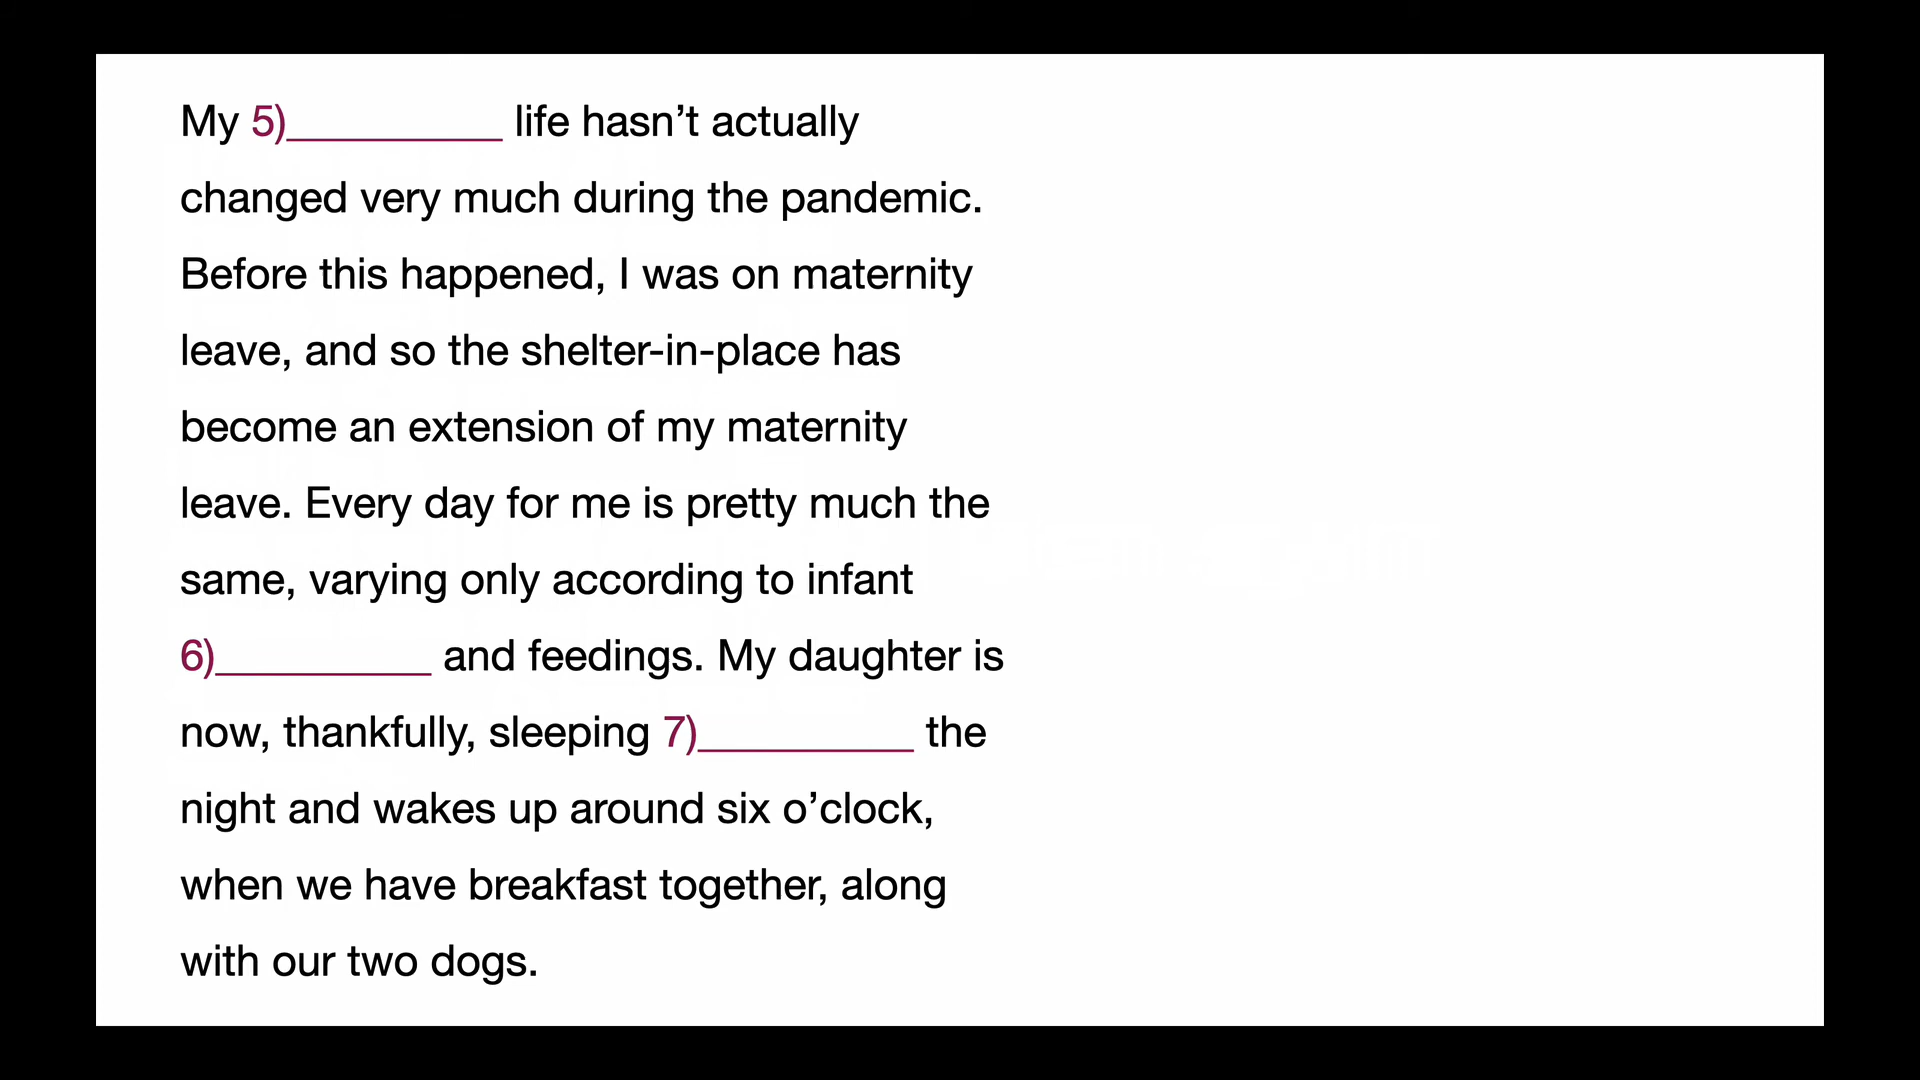 My 5)__________ life hasn’t actually
changed very much during the pandemic.
Before this happened, I was on maternity
leave, and so the shelter-in-place has
become an extension of my maternity
leave. Every day for me is pretty much the
same, varying only according to infant
6)__________ and feedings. My daughter is
now, thankfully, sleeping 7)__________ the
night and wakes up around six o’clock,
when we have breakfast together, along
with our two dogs.